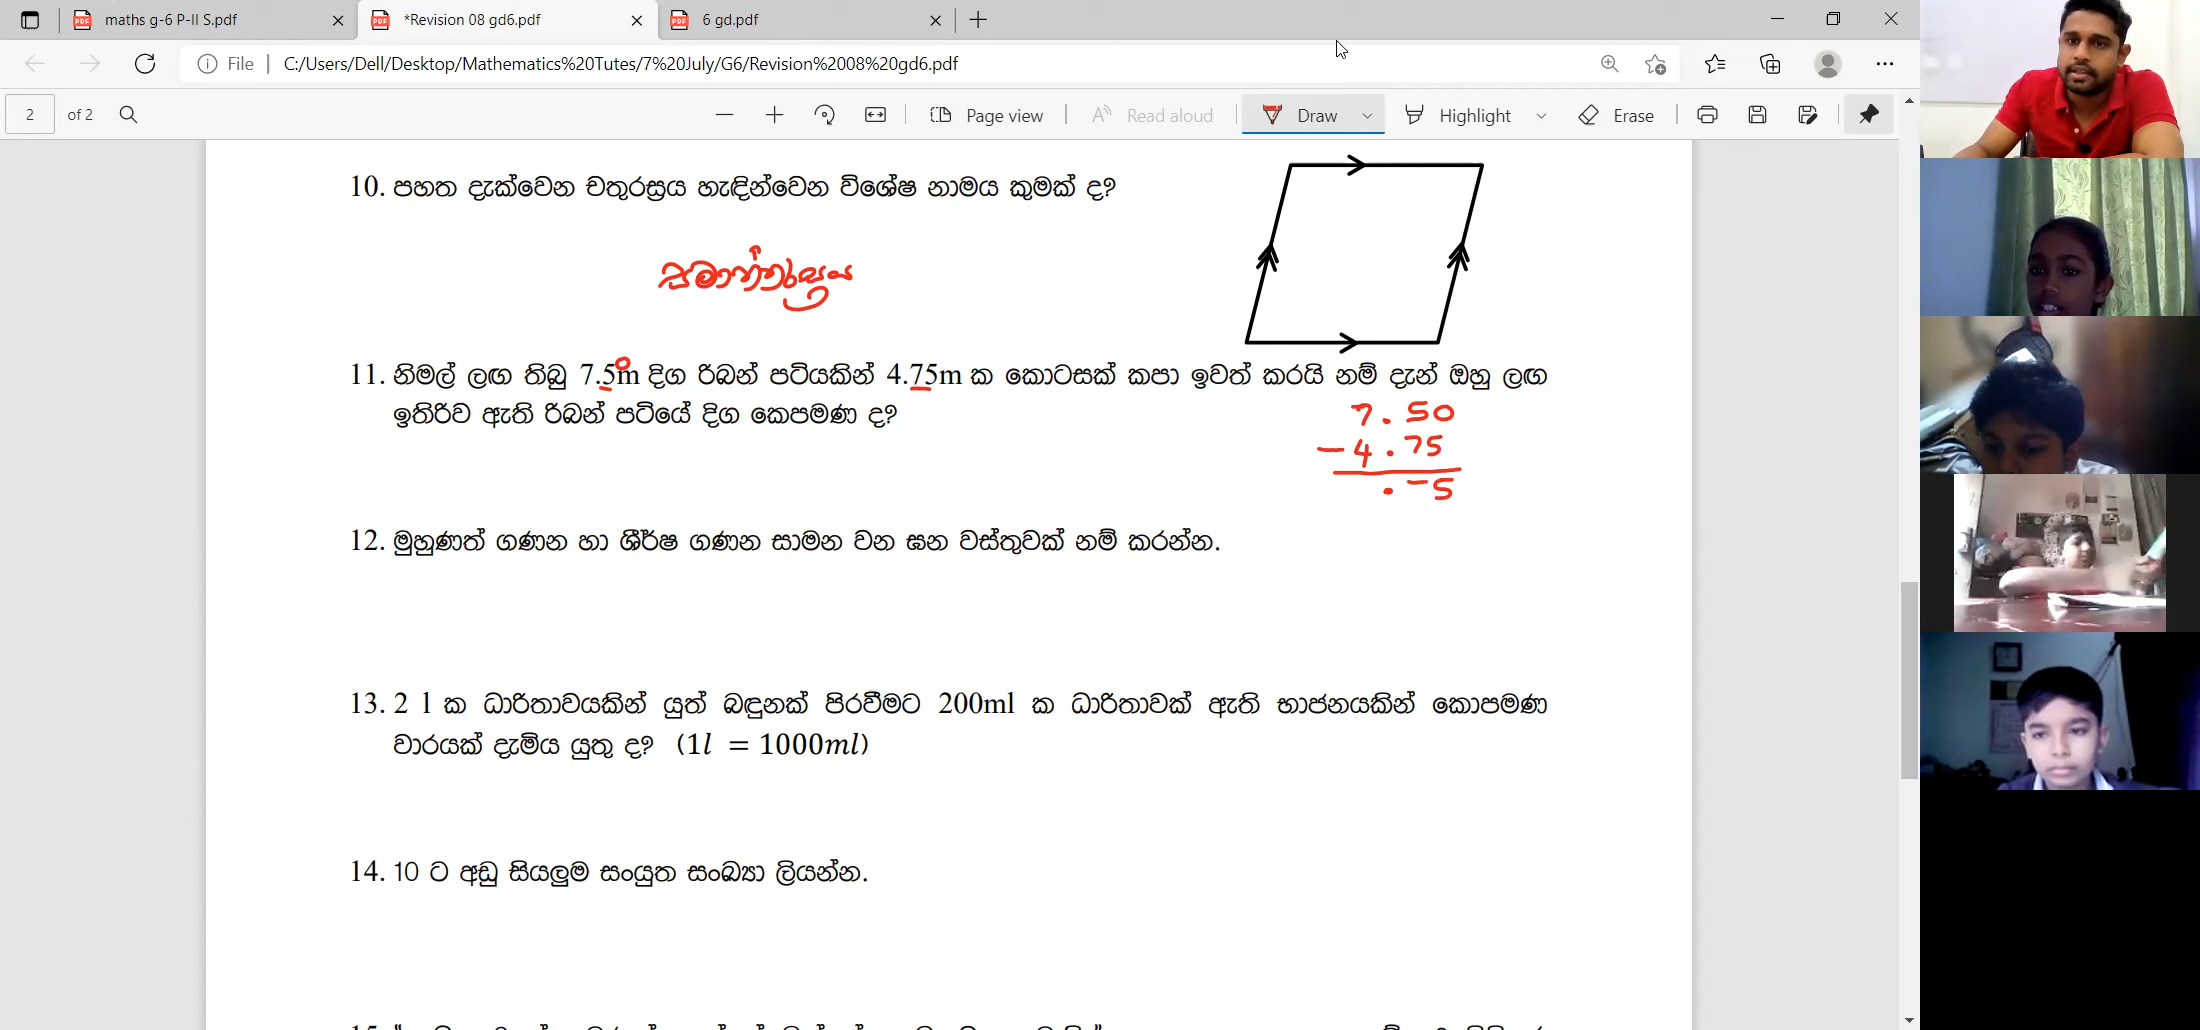 maths g-6 P-II S.pdf
*Revision 08 gd6.pdf
6 gd.pdf
File
C:/Users/Dell/Desktop/Mathematics%20Tutes/7%20July/G6/Revision%2008%20gd6.pdf
2 of 2
Page view
Read aloud
Draw
Highlight
Erase
10. පහත දැක්වෙන චතුරස්‍රය හැඳින්වෙන විශේෂ නාමය කුමක් ද?
සමාන්තරාස්‍රය
11. නිමල් ලඟ තිබු 7.50m දිග රිබන් පටියකින් 4.75m ක කොටසක් කපා ඉවත් කරයි නම් දැන් ඔහු ලඟ
ඉතිරිව ඇති රිබන් පටියේ දිග කෙපමණ ද?
7.50
-4.75
. 5
12. මුහුණත් ගණන හා ශීර්ෂ ගණන සාමන වන ඝන වස්තුවක් නම් කරන්න.
13. 2 l ක ධාරිතාවයකින් යුත් බඳුනක් පිරවීමට 200ml ක ධාරිතාවක් ඇති භාජනයකින් කොපමණ
වාරයක් දැමිය යුතු ද? (1l = 1000ml)
14. 10 ට අඩු සියලුම සංයුත සංඛ්‍යා ලියන්න.